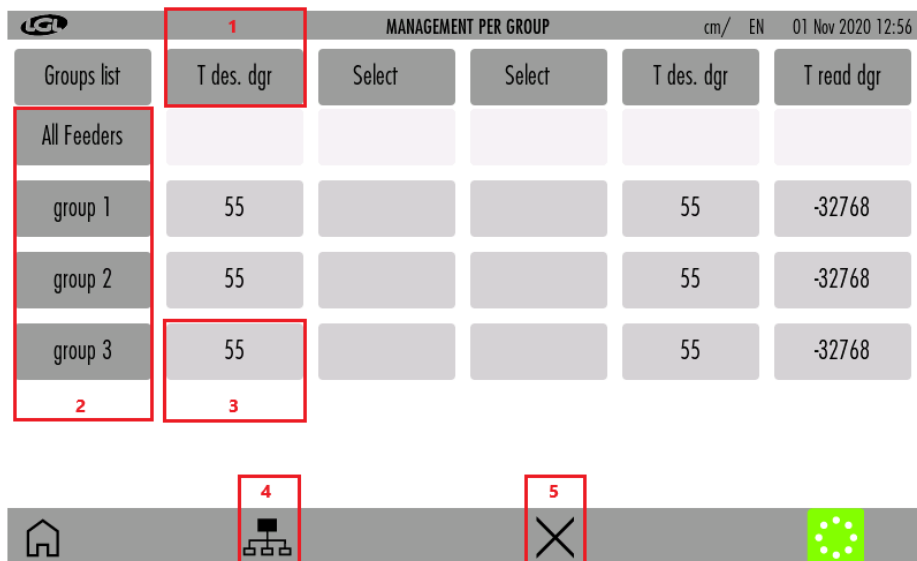 LGL 1 MANAGEMENT PER GROUP cm/ EN 01 Nov 2020 12:56
Groups list T des. dgr Select Select T des. dgr T read dgr
All Feeders
group 1 55 55 -32768
group 2 55 55 -32768
group 3 55 55 -32768
2 3
4 5